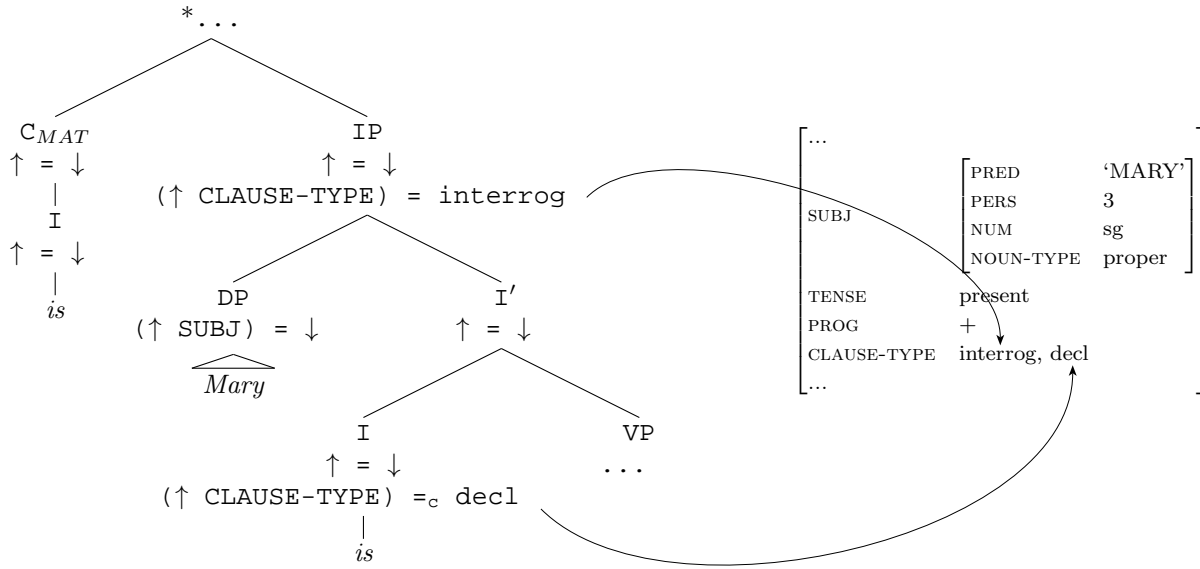 *...
C_MAT IP
↑ = ↓ ↑ = ↓
(↑ CLAUSE-TYPE) = interrog
I
↑ = ↓
is
DP I′
(↑ SUBJ) = ↓ ↑ = ↓
Mary
I VP
↑ = ↓ ...
(↑ CLAUSE-TYPE) =c decl
is
...
PRED ‘MARY’
PERS 3
SUBJ
NUM sg
NOUN-TYPE proper
TENSE present
PROG +
CLAUSE-TYPE interrog, decl
...